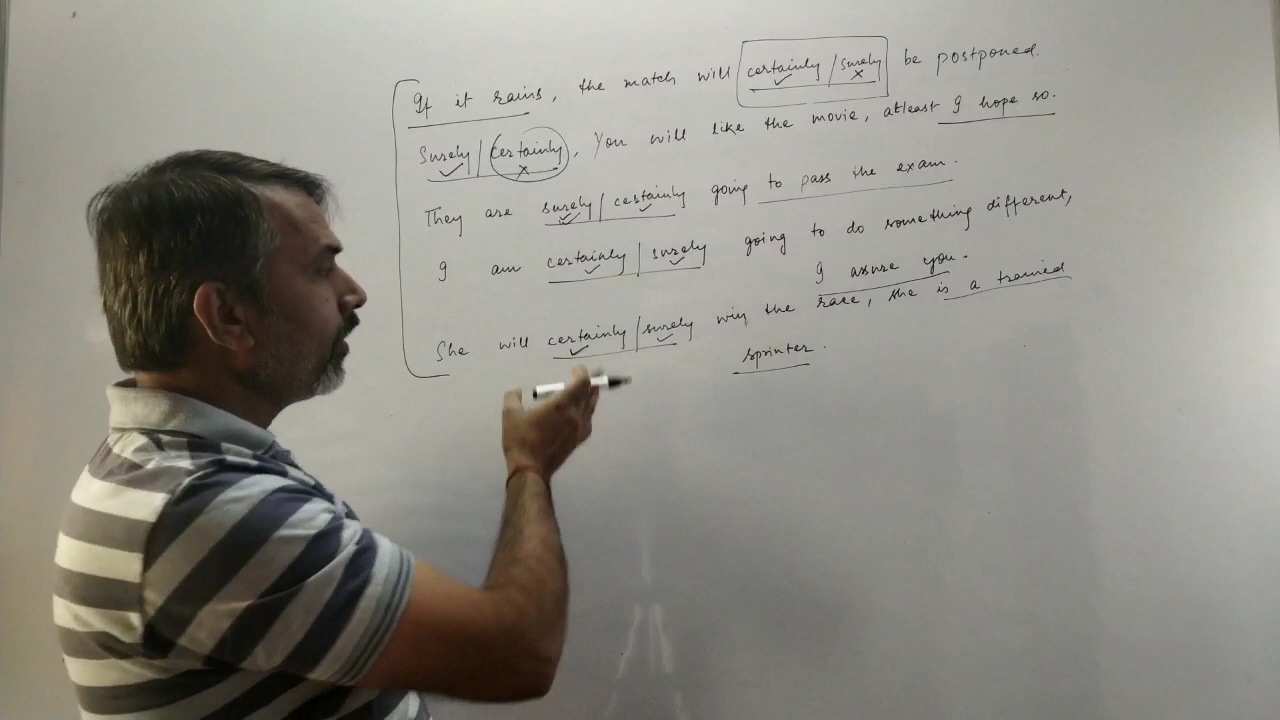 If it rains, the match will certainly / surely be postponed.
Surely / certainly, You will like the movie, atleast I hope so.
They are surely / certainly going to pass the exam.
I am certainly / surely going to do something different,
I assure you.
She will certainly / surely win the race, she is a trained
sprinter.